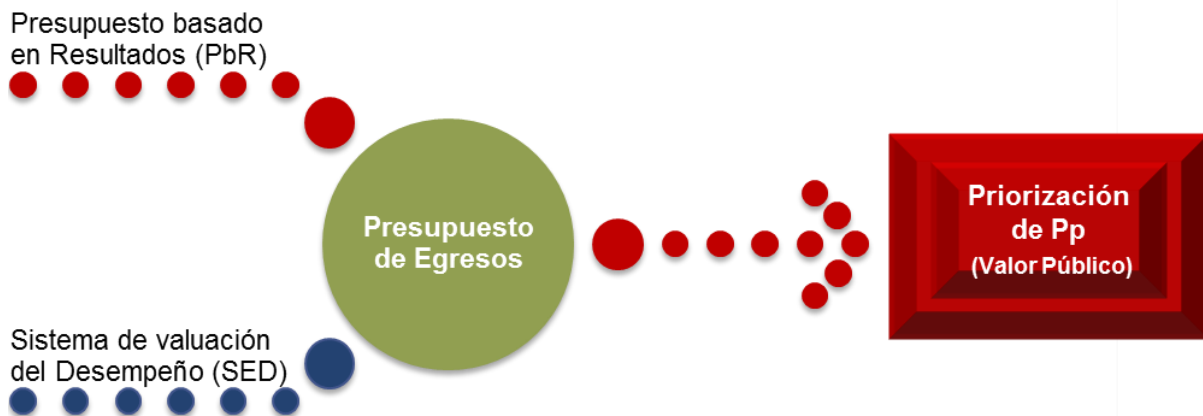 Presupuesto basado
en Resultados (PbR)
Presupuesto
de Egresos
Priorización
de Pp
(Valor Público)
Sistema de valuación
del Desempeño (SED)